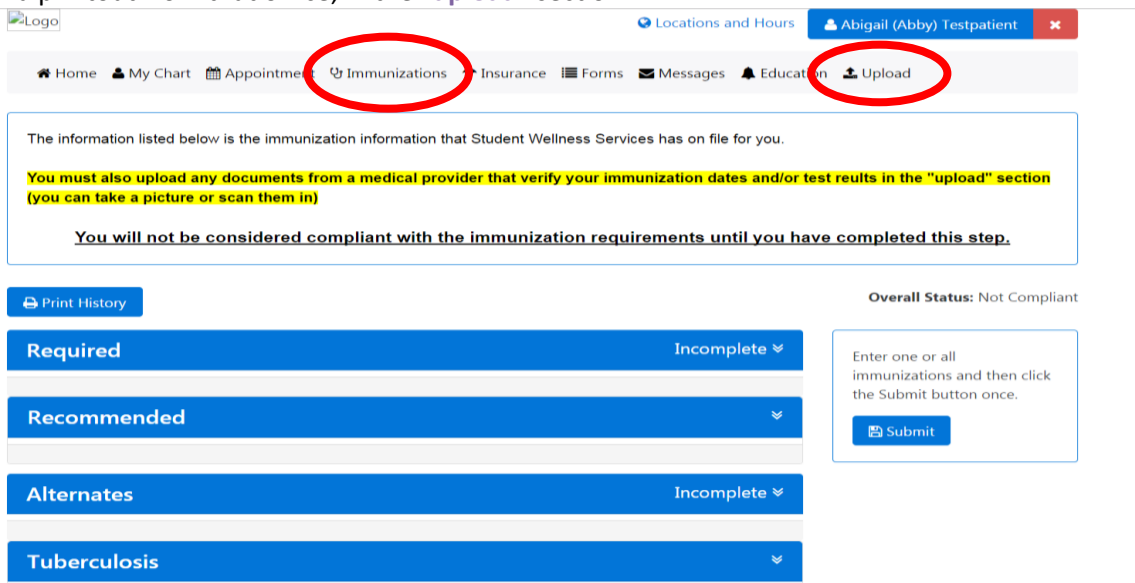 Logo
Locations and Hours
Abigail (Abby) Testpatient
Home My Chart Appointment Immunizations Insurance Forms Messages Education Upload
The information listed below is the immunization information that Student Wellness Services has on file for you.
You must also upload any documents from a medical provider that verify your immunization dates and/or test reults in the "upload" section
(you can take a picture or scan them in)
You will not be considered compliant with the immunization requirements until you have completed this step.
Print History
Overall Status: Not Compliant
Required Incomplete
Recommended
Alternates Incomplete
Tuberculosis
Enter one or all
immunizations and then click
the Submit button once.
Submit